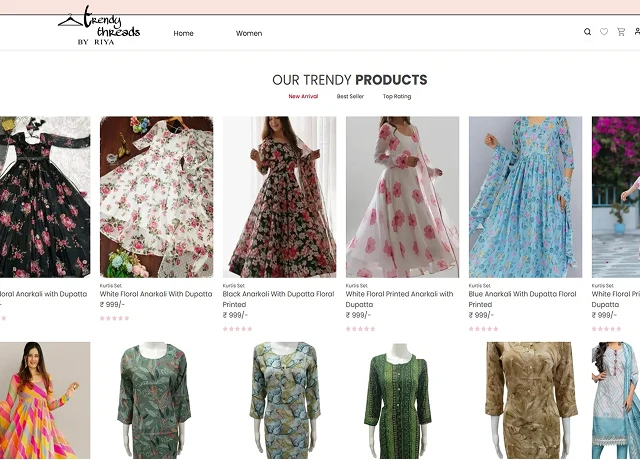 trendy
threads
BY RIYA
Home
Women
OUR TRENDY PRODUCTS
New Arrival
Best Seller
Top Rating
Kurtis Set
Kurtis Set
Kurtis Set
Kurtis Set
Kurtis Set
loral Anarkali with Dupatta
White Floral Anarkali With Dupatta
Black Anarkali With Dupatta Floral
Printed
White Floral Printed Anarkali With
Dupatta
Blue Anarkali With Dupatta Floral
Printed
White Floral Pri
Dupatta
₹ 999/-
₹ 999/-
₹ 999/-
₹ 999/-
₹ 999/-